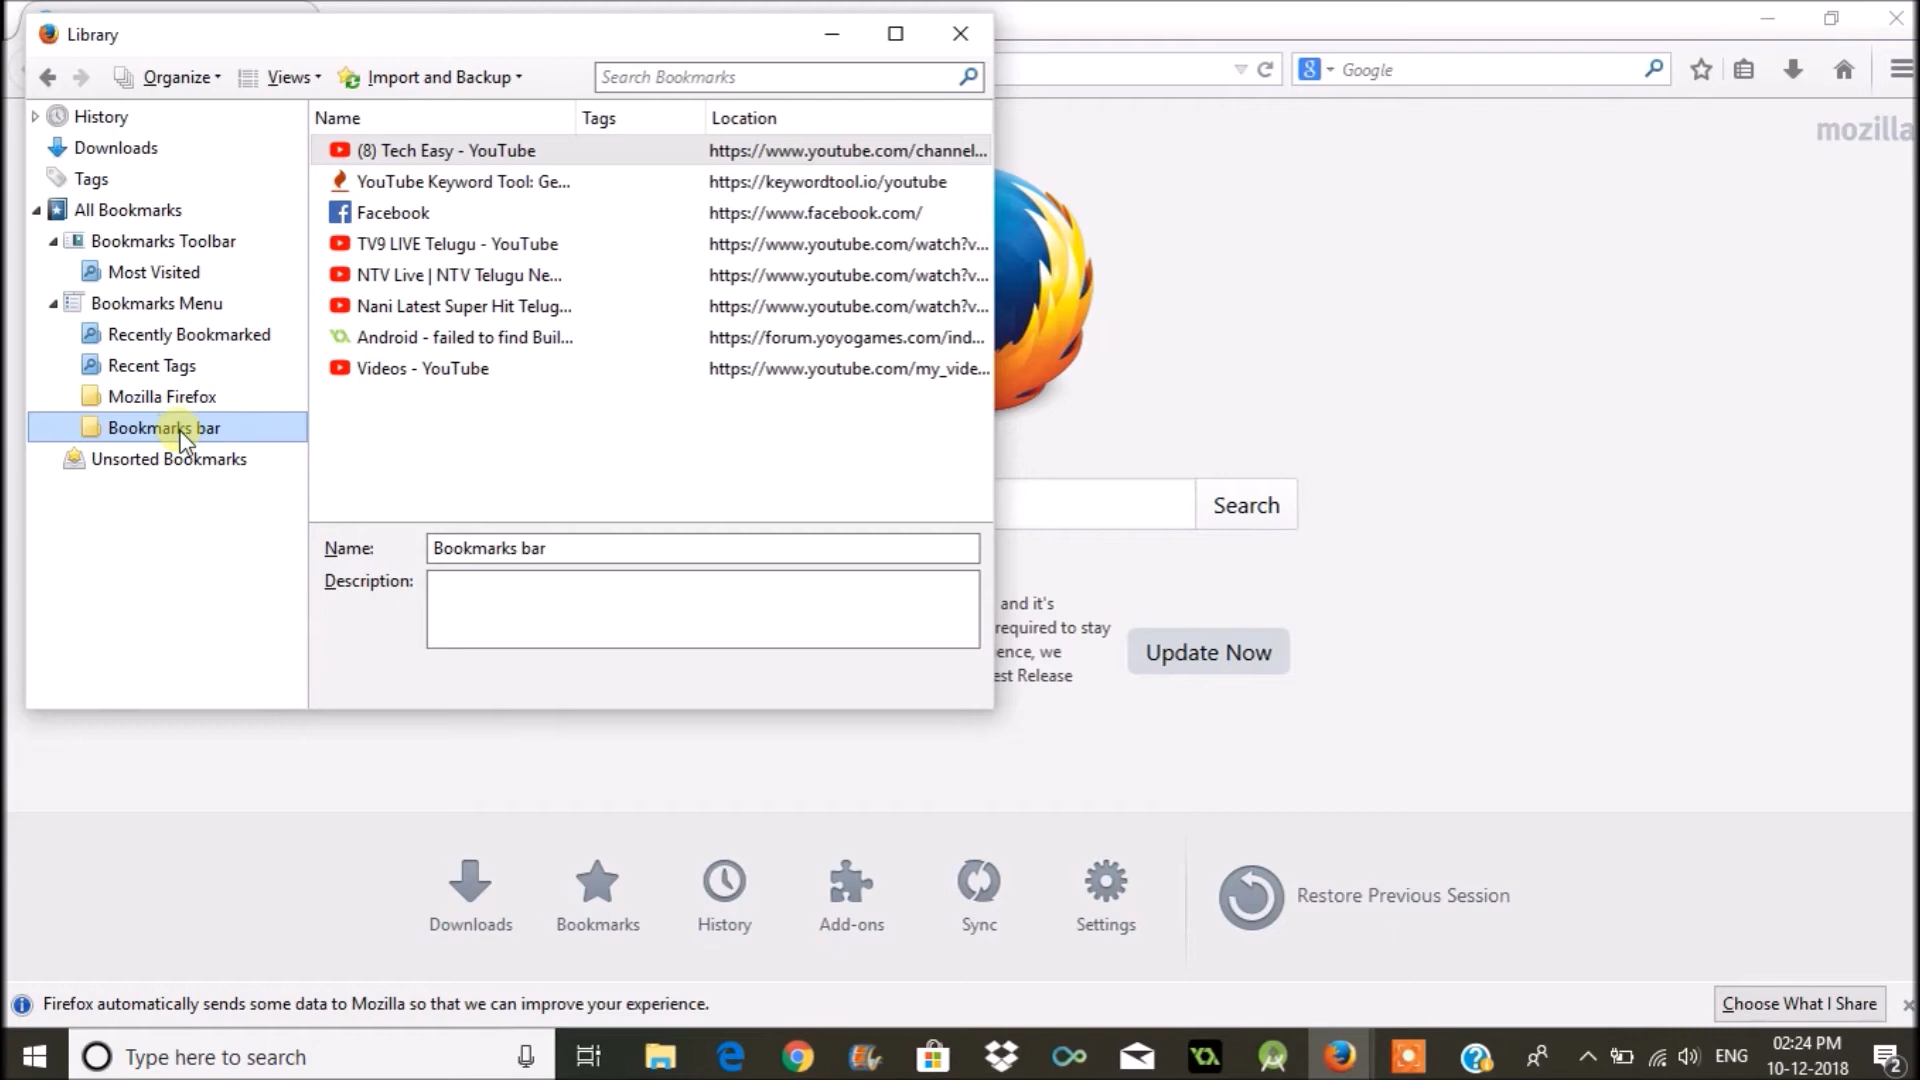 Library
Organize
Views
Import and Backup
Search Bookmarks
Google
mozilla
History
Downloads
Tags
All Bookmarks
Bookmarks Toolbar
Most Visited
Bookmarks Menu
Recently Bookmarked
Recent Tags
Mozilla Firefox
Bookmarks bar
Unsorted Bookmarks
Name Tags Location
(8) Tech Easy - YouTube https://www.youtube.com/channel...
YouTube Keyword Tool: Ge... https://keywordtool.io/youtube
Facebook https://www.facebook.com/
TV9 LIVE Telugu - YouTube https://www.youtube.com/watch?v...
NTV Live | NTV Telugu Ne... https://www.youtube.com/watch?v...
Nani Latest Super Hit Telug... https://www.youtube.com/watch?v...
Android - failed to find Buil... https://forum.yoyogames.com/ind...
Videos - YouTube https://www.youtube.com/my_vide...
Name: Bookmarks bar
Description:
Search
and it's
required to stay
ence, we
est Release
Update Now
Downloads
Bookmarks
History
Add-ons
Sync
Settings
Restore Previous Session
Firefox automatically sends some data to Mozilla so that we can improve your experience.
Choose What I Share
Type here to search
ENG
02:24 PM
10-12-2018
2